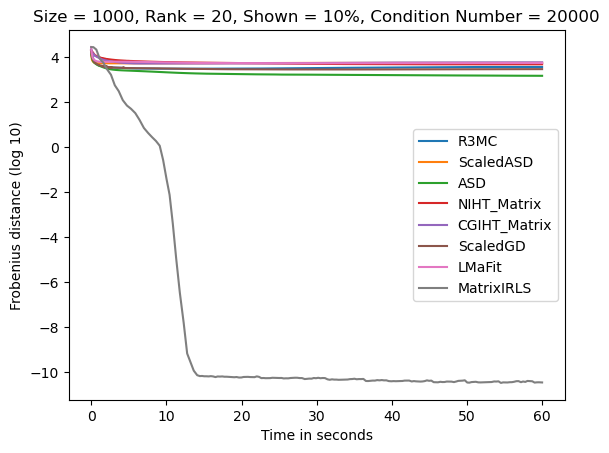 Size = 1000, Rank = 20, Shown = 10%, Condition Number = 20000
Frobenius distance (log 10)
4
2
0
−2
−4
−6
−8
−10
R3MC
ScaledASD
ASD
NIHT_Matrix
CGIHT_Matrix
ScaledGD
LMaFit
MatrixIRLS
0 10 20 30 40 50 60
Time in seconds